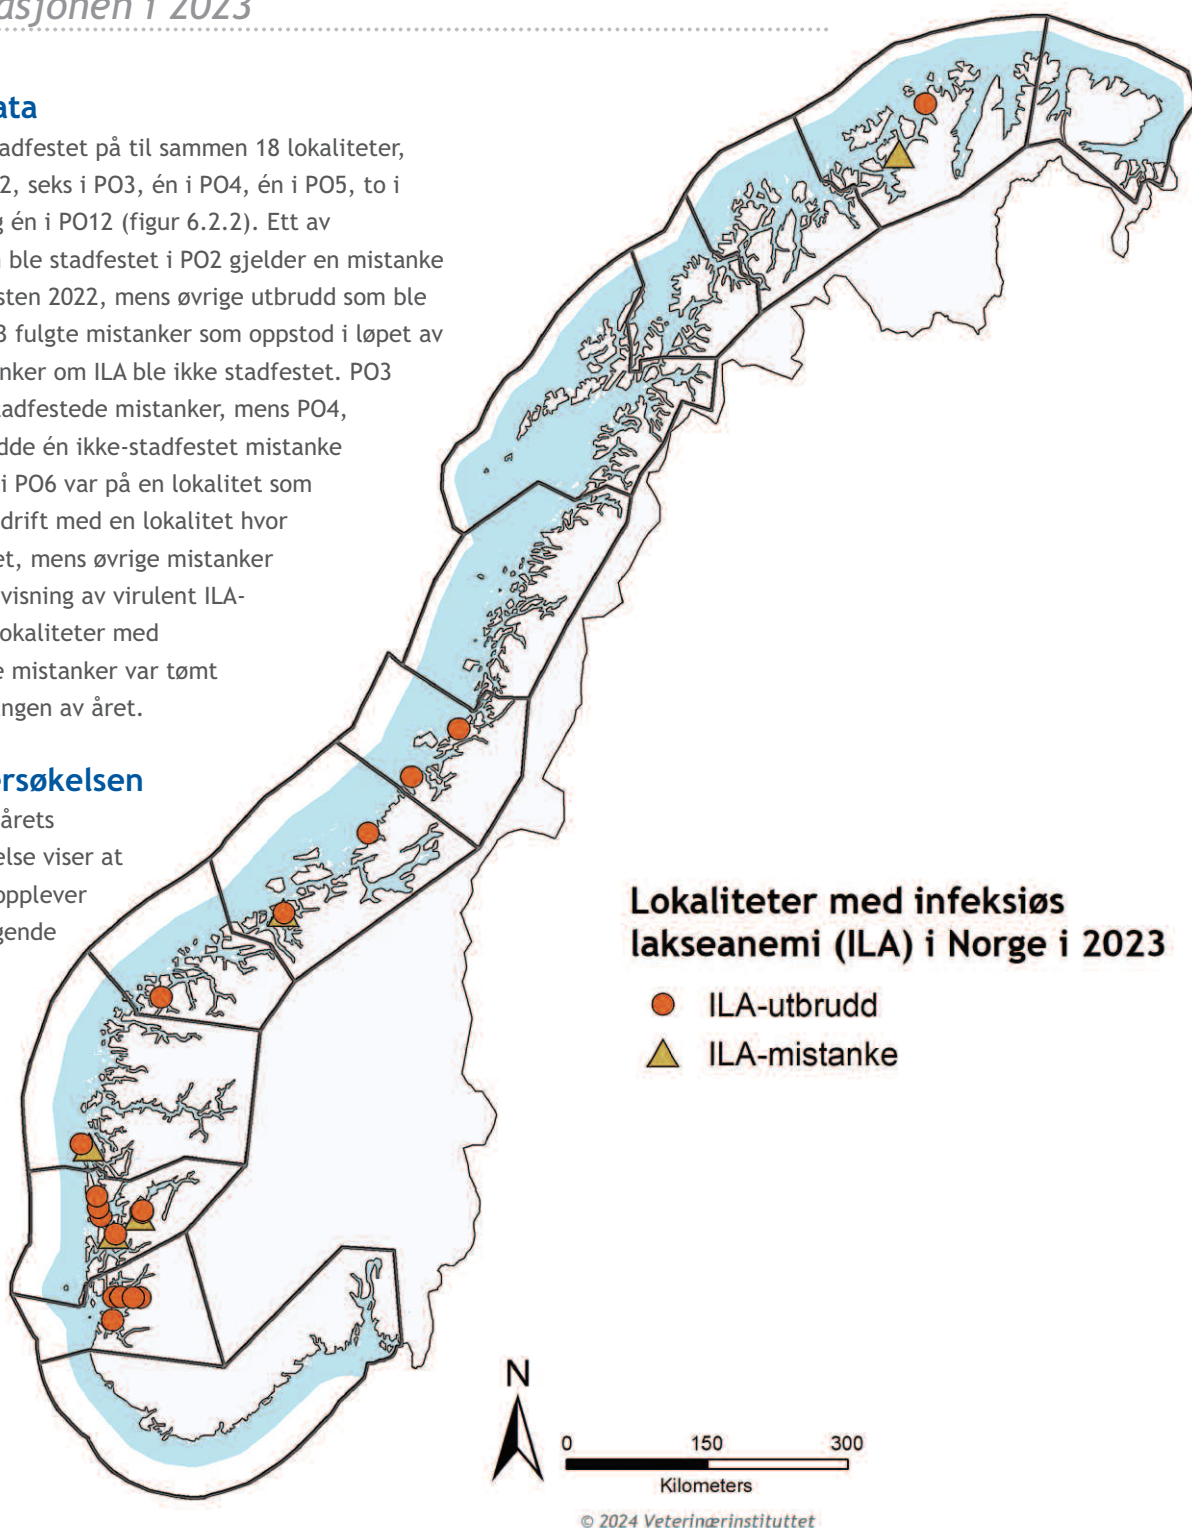 asjonen i 2023
ata
adfestet på til sammen 18 lokaliteter,
2, seks i PO3, én i PO4, én i PO5, to i
g én i PO12 (figur 6.2.2). Ett av
n ble stadfestet i PO2 gjelder en mistanke
sten 2022, mens øvrige utbrudd som ble
3 fulgte mistanker som oppstod i løpet av
nker om ILA ble ikke stadfestet. PO3
tadfestede mistanker, mens PO4,
dde én ikke-stadfestet mistanke
i PO6 var på en lokalitet som
drift med en lokalitet hvor
et, mens øvrige mistanker
visning av virulent ILA-
lokaliteter med
e mistanker var tømt
ngen av året.
ersøkelsen
årets
else viser at
opplever
gende
Lokaliteter med infeksiøs
lakseanemi (ILA) i Norge i 2023
ILA-utbrudd
ILA-mistanke
N
0 150 300
Kilometers
© 2024 Veterinærinstituttet